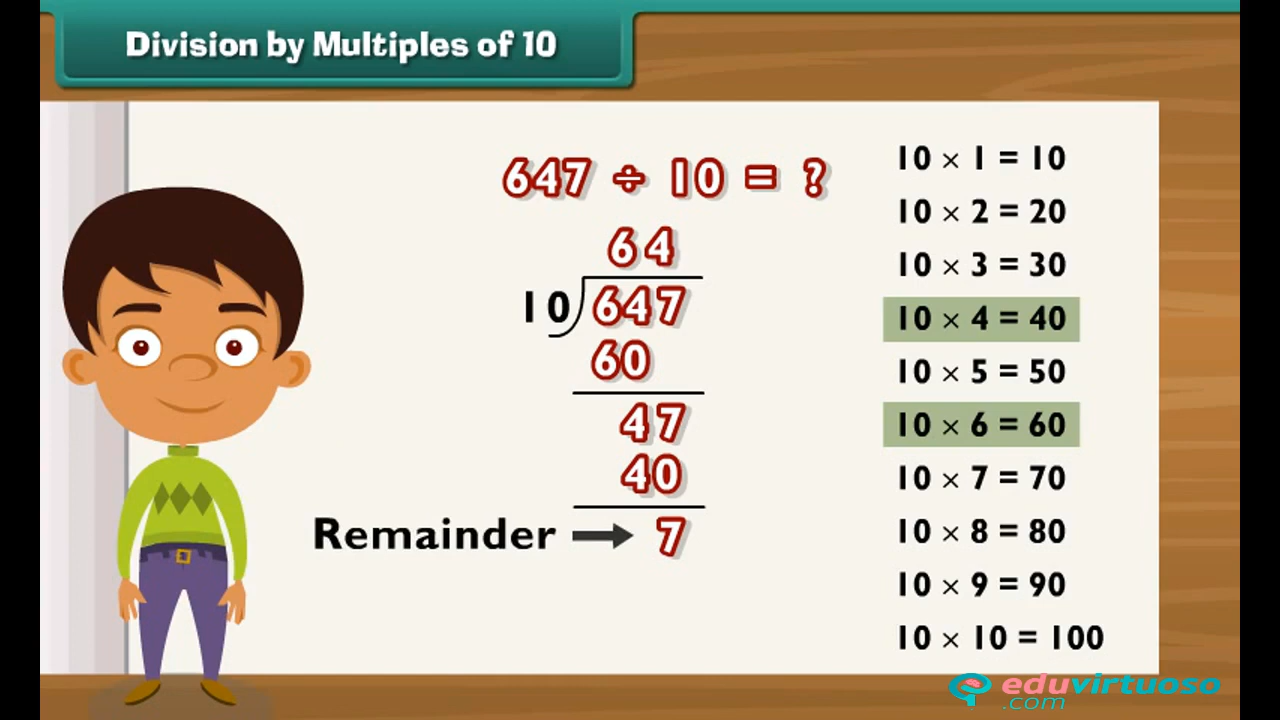 Division by Multiples of 10
647 ÷ 10 = ?
64
10 647
60
47
40
Remainder → 7
10 × 1 = 10
10 × 2 = 20
10 × 3 = 30
10 × 4 = 40
10 × 5 = 50
10 × 6 = 60
10 × 7 = 70
10 × 8 = 80
10 × 9 = 90
10 × 10 = 100
eduvirtuoso
.com